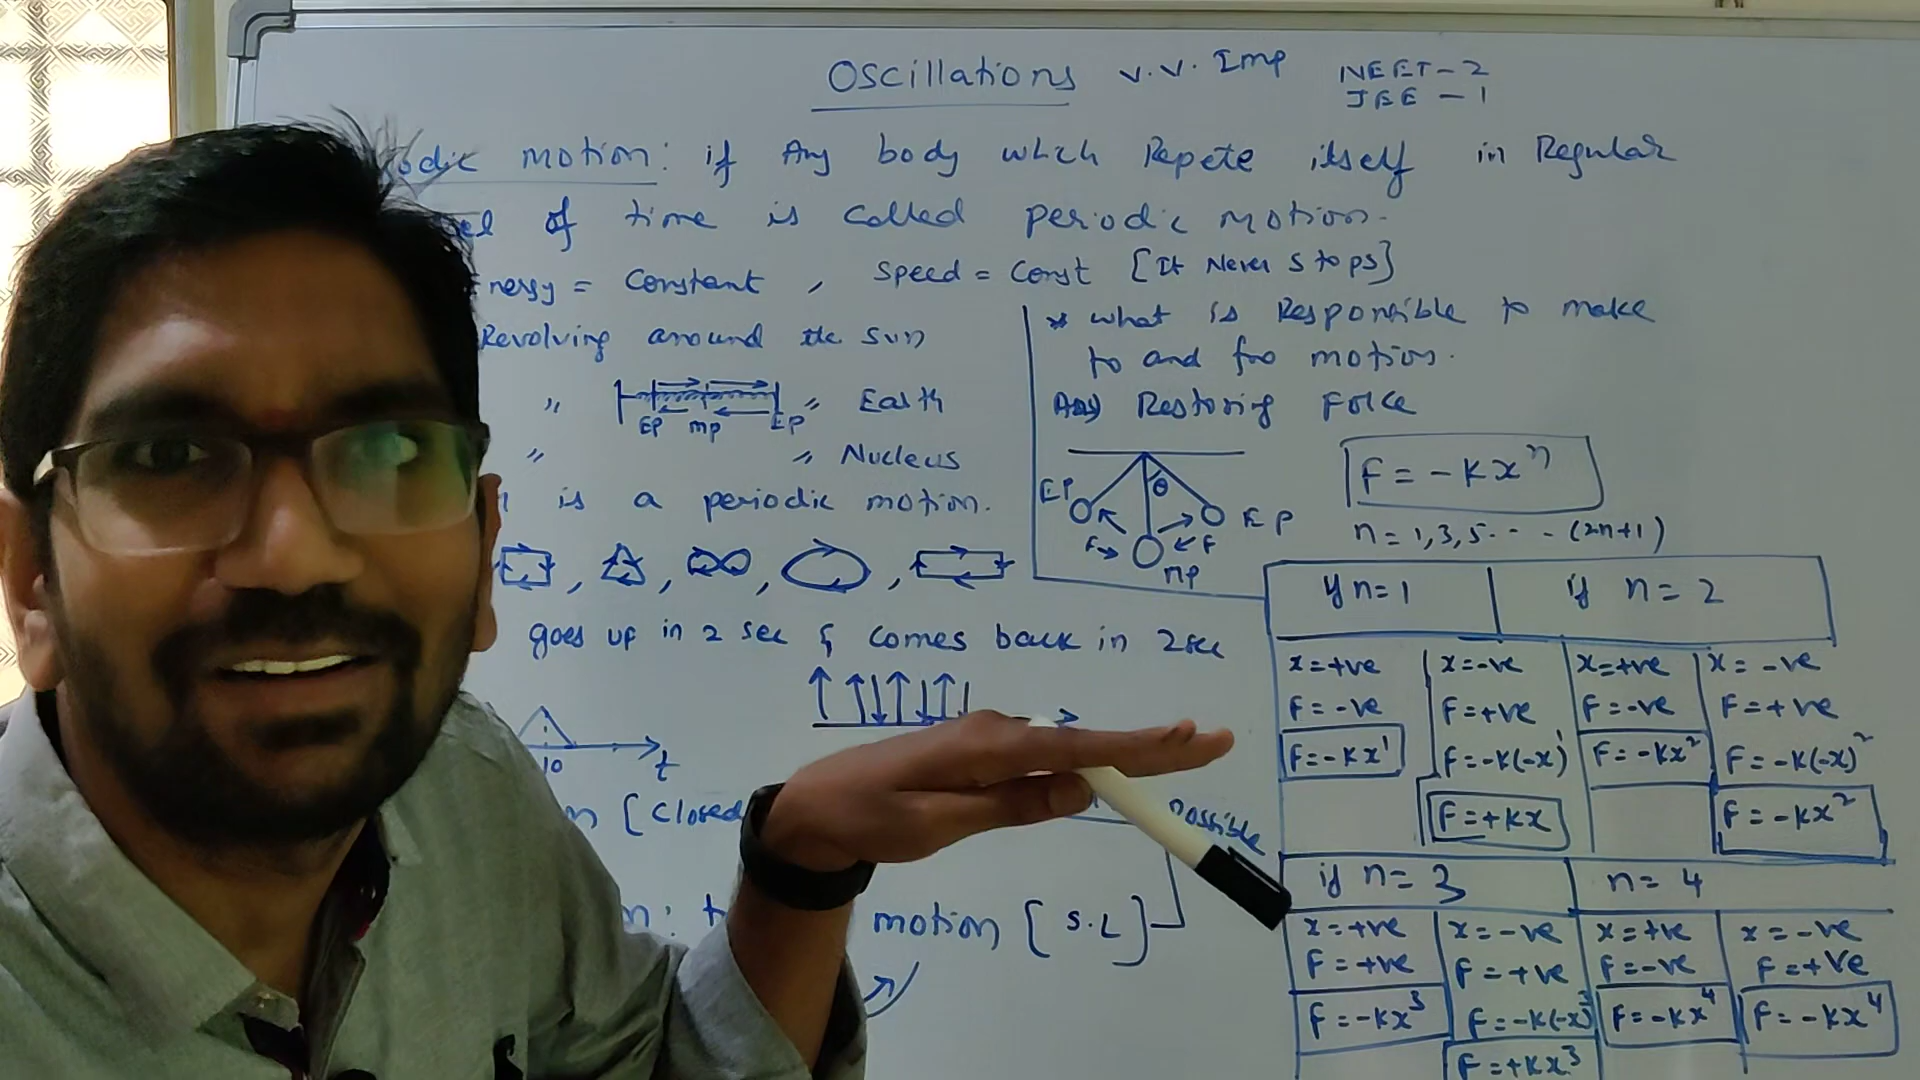 Oscillations V.V. Imp NEET-2
JEE - 1
odic motion: if Any body which Repete itself in Regular
of time is called periodic motion.
nergy = Constant, Speed = Const [It Never Stops]
Revolving around the sun
" " Earth
EP MP EP
" " Nucleus
is a periodic motion.
goes up in 2 sec & comes back in 2sec
10 t
[Closed
possible
motion [S.L]
* what is Responsible to make
to and fro motion.
Ans) Restoring Force
EP θ EP
F F
MP
F = -kx^n
n = 1,3,5... - (2n+1)
if n=1 if n=2
x=+ve x=-ve x=+ve x=-ve
F=-ve F=+ve F=-ve F=+ve
F=-kx^1 F=-k(-x)^1 F=-kx^2 F=-k(-x)^2
F=+kx F=-kx^2
if n=3 n=4
x=+ve x=-ve x=+ve x=-ve
F=+ve F=+ve F=-ve F=+ve
F=-kx^3 F=-k(-x)^3 F=-kx^4 F=-kx^4
F=+kx^3